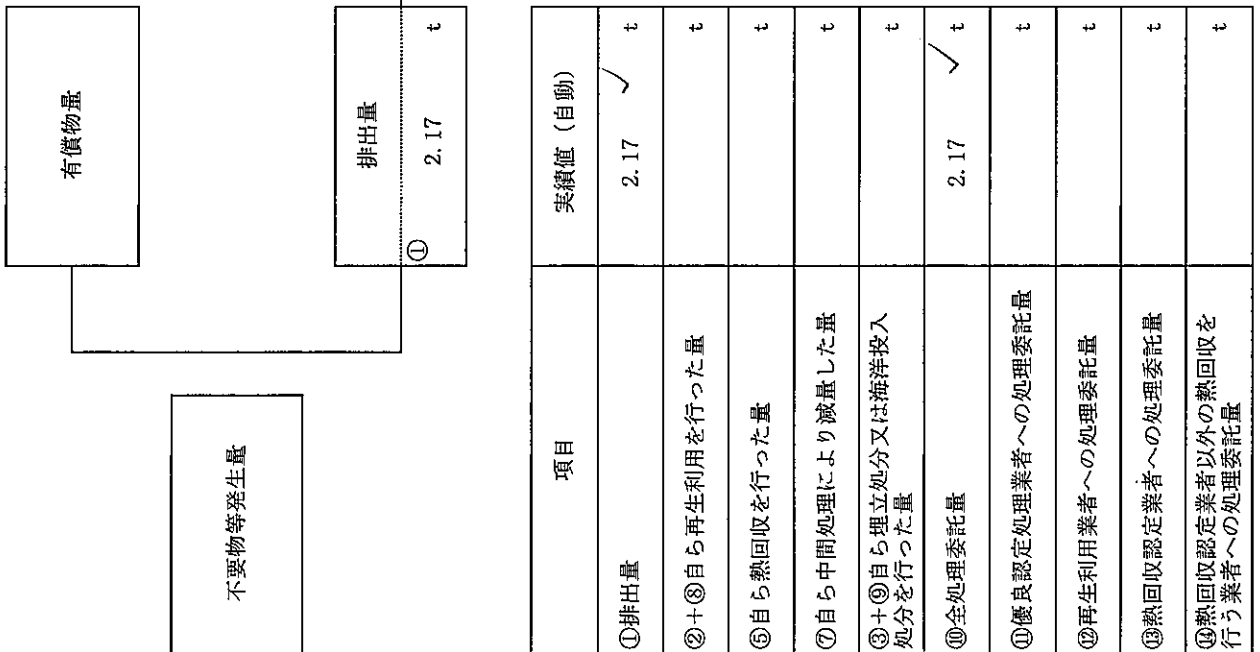 有償物量
不要物等発生量
排出量
① 2.17 t
項目 実績値（自動）
①排出量 2.17 t
②+⑧自ら再生利用を行った量 t
⑤自ら熱回収を行った量 t
⑦自ら中間処理により減量した量 t
③+⑨自ら埋立処分又は海洋投入 t
処分を行った量
⑩全処理委託量 2.17 t
⑪優良認定処理業者への処理委託量 t
⑫再生利用業者への処理委託量 t
⑬熱回収認定業者への処理委託量 t
⑭熱回収認定業者以外の熱回収を t
行う業者への処理委託量